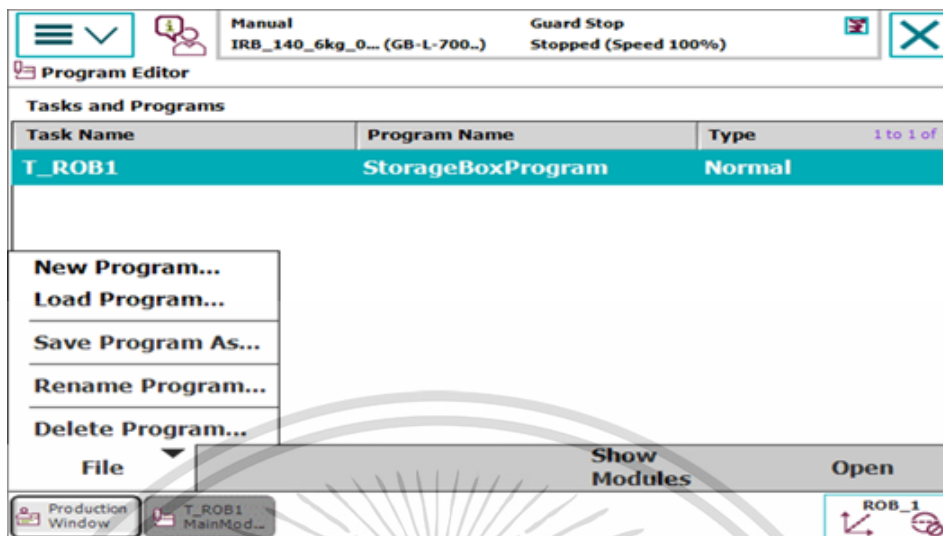 Manual
Guard Stop
IRB_140_6kg_0... (GB-L-700..)
Stopped (Speed 100%)
Program Editor
Tasks and Programs
Task Name
Program Name
Type
1 to 1 of
T_ROB1
StorageBoxProgram
Normal
New Program...
Load Program...
Save Program As...
Rename Program...
Delete Program...
File
Show
Modules
Open
Production
Window
T_ROB1
MainMod...
ROB_1